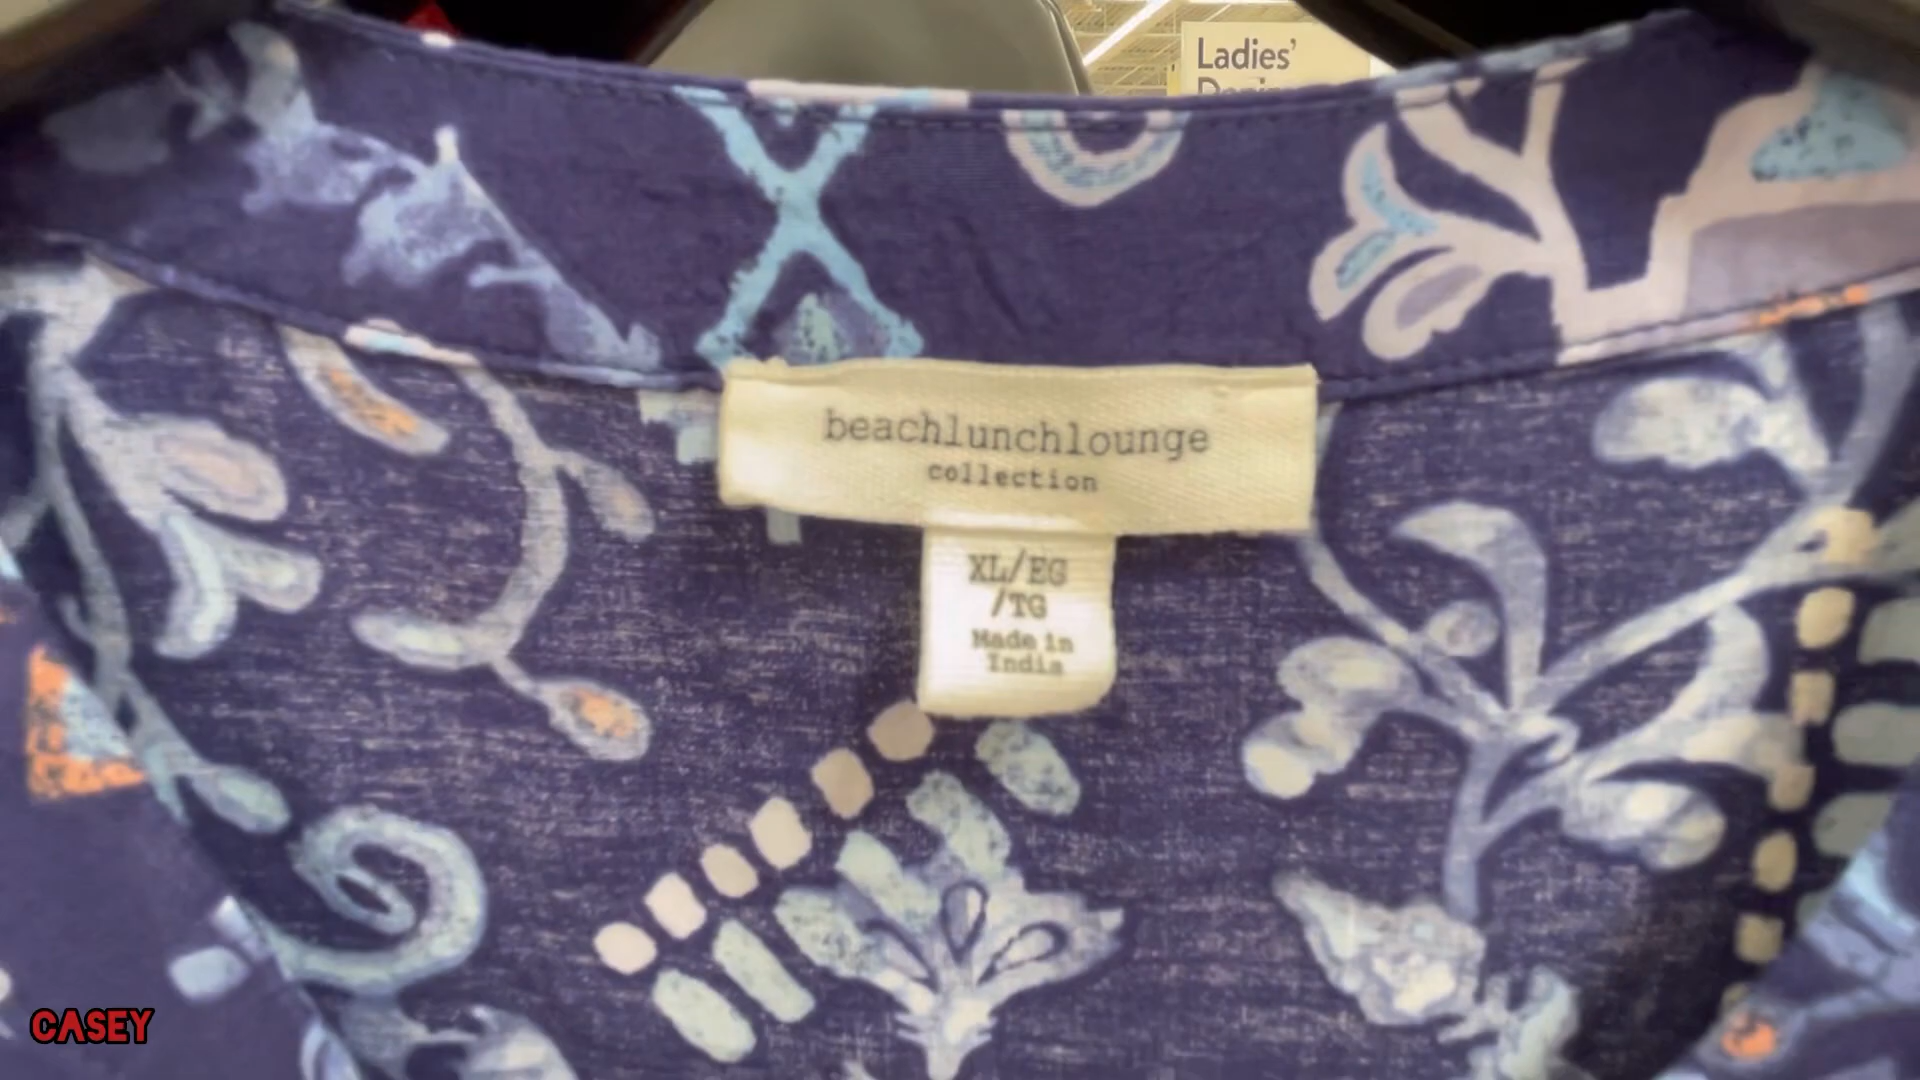 Ladies'
beachlunchlounge
collection
XL/EG
/TG
Made in
India
CASEY